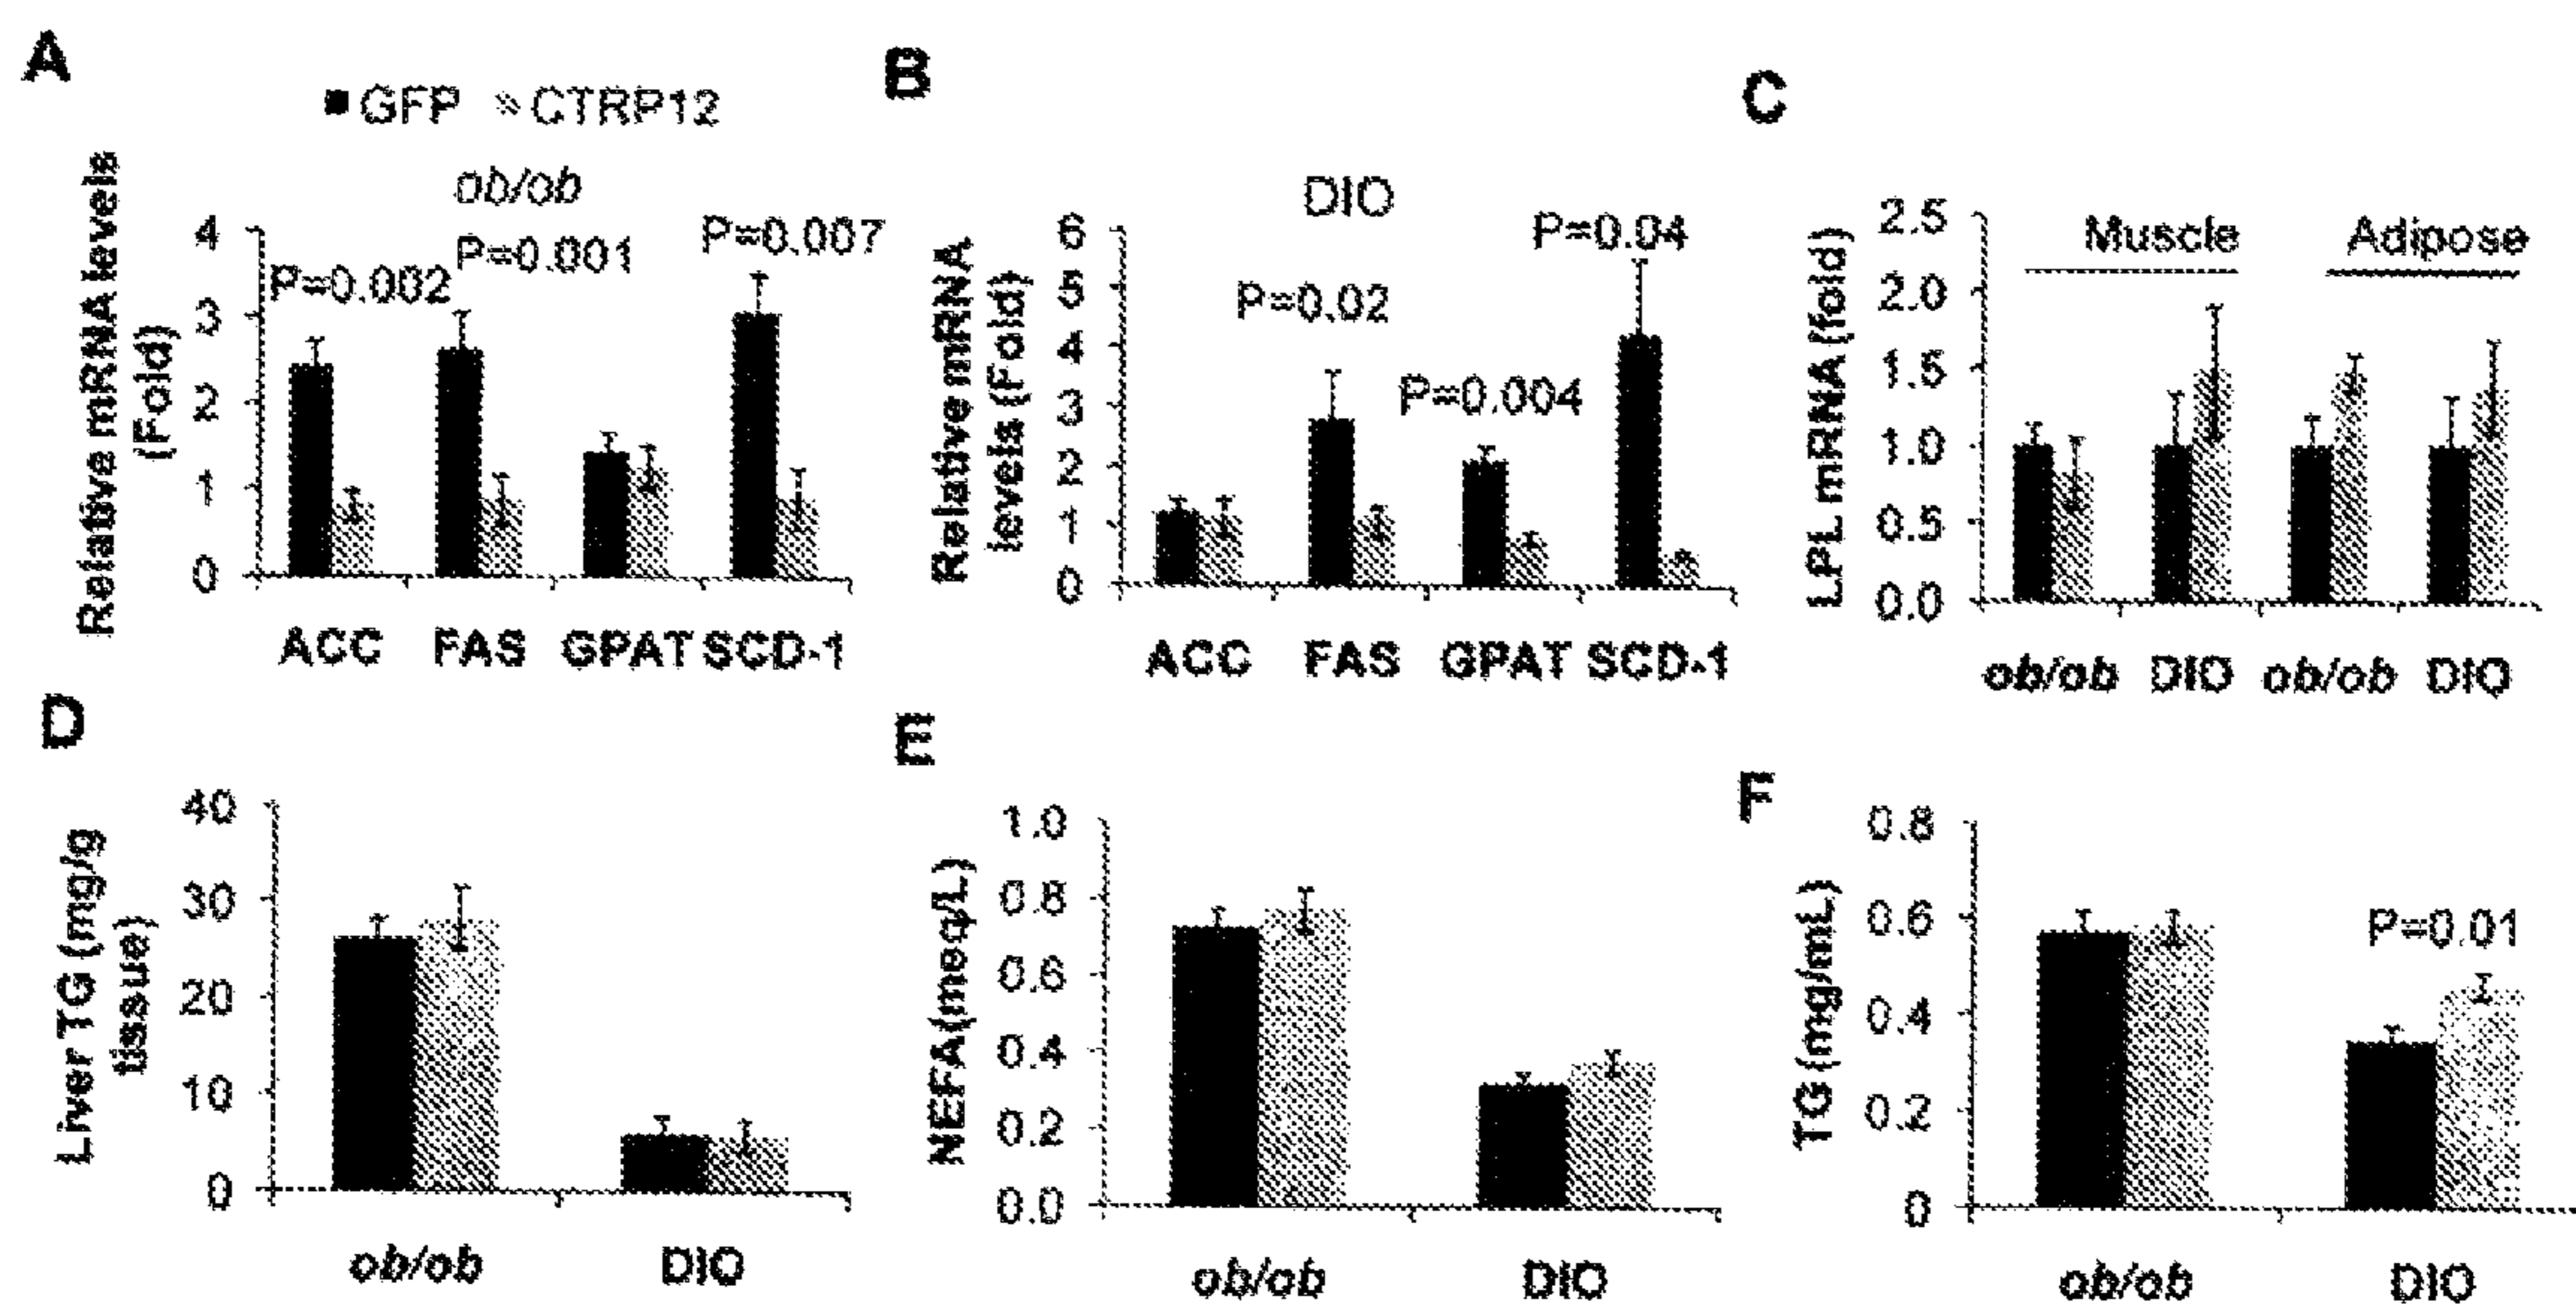 A
GFP CTRP12
ob/ob
P=0.002
P=0.001
P=0.007
Relative mRNA levels
(Fold)
4
3
2
1
0
ACC FAS GPAT SCD-1
B
DIO
P=0.02
P=0.004
P=0.04
Relative mRNA
levels (Fold)
6
5
4
3
2
1
0
ACC FAS GPAT SCD-1
C
Muscle Adipose
LPL mRNA (fold)
2.5
2.0
1.5
1.0
0.5
0.0
ob/ob DIO ob/ob DIO
D
Liver TG (mg/g
tissue)
40
30
20
10
0
ob/ob DIO
E
NEFA (meq/L)
1.0
0.8
0.6
0.4
0.2
0.0
ob/ob DIO
F
TG (mg/mL)
0.8
0.6
0.4
0.2
0
P=0.01
ob/ob DIO